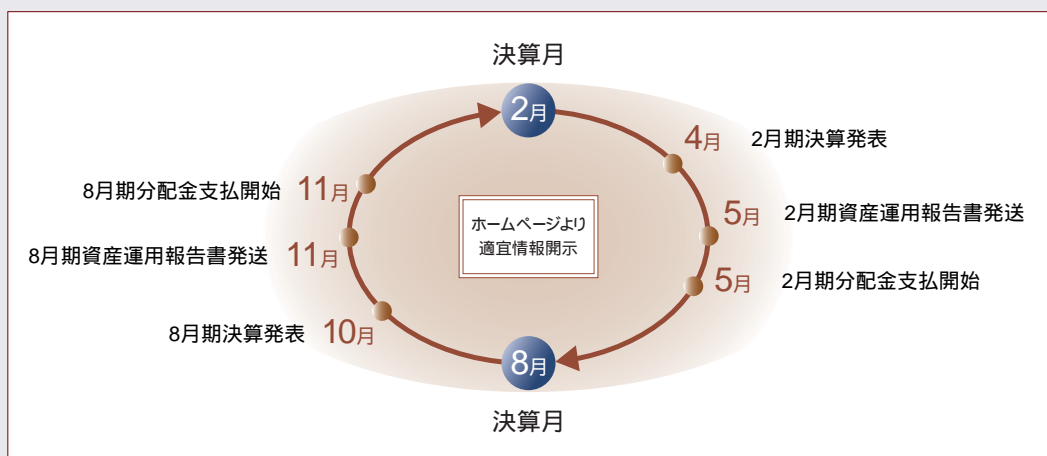 決算月
2月
4月 2月期決算発表
5月 2月期資産運用報告書発送
5月 2月期分配金支払開始
8月
決算月
8月期決算発表 10月
8月期資産運用報告書発送 11月
8月期分配金支払開始 11月
ホームページより
適宜情報開示